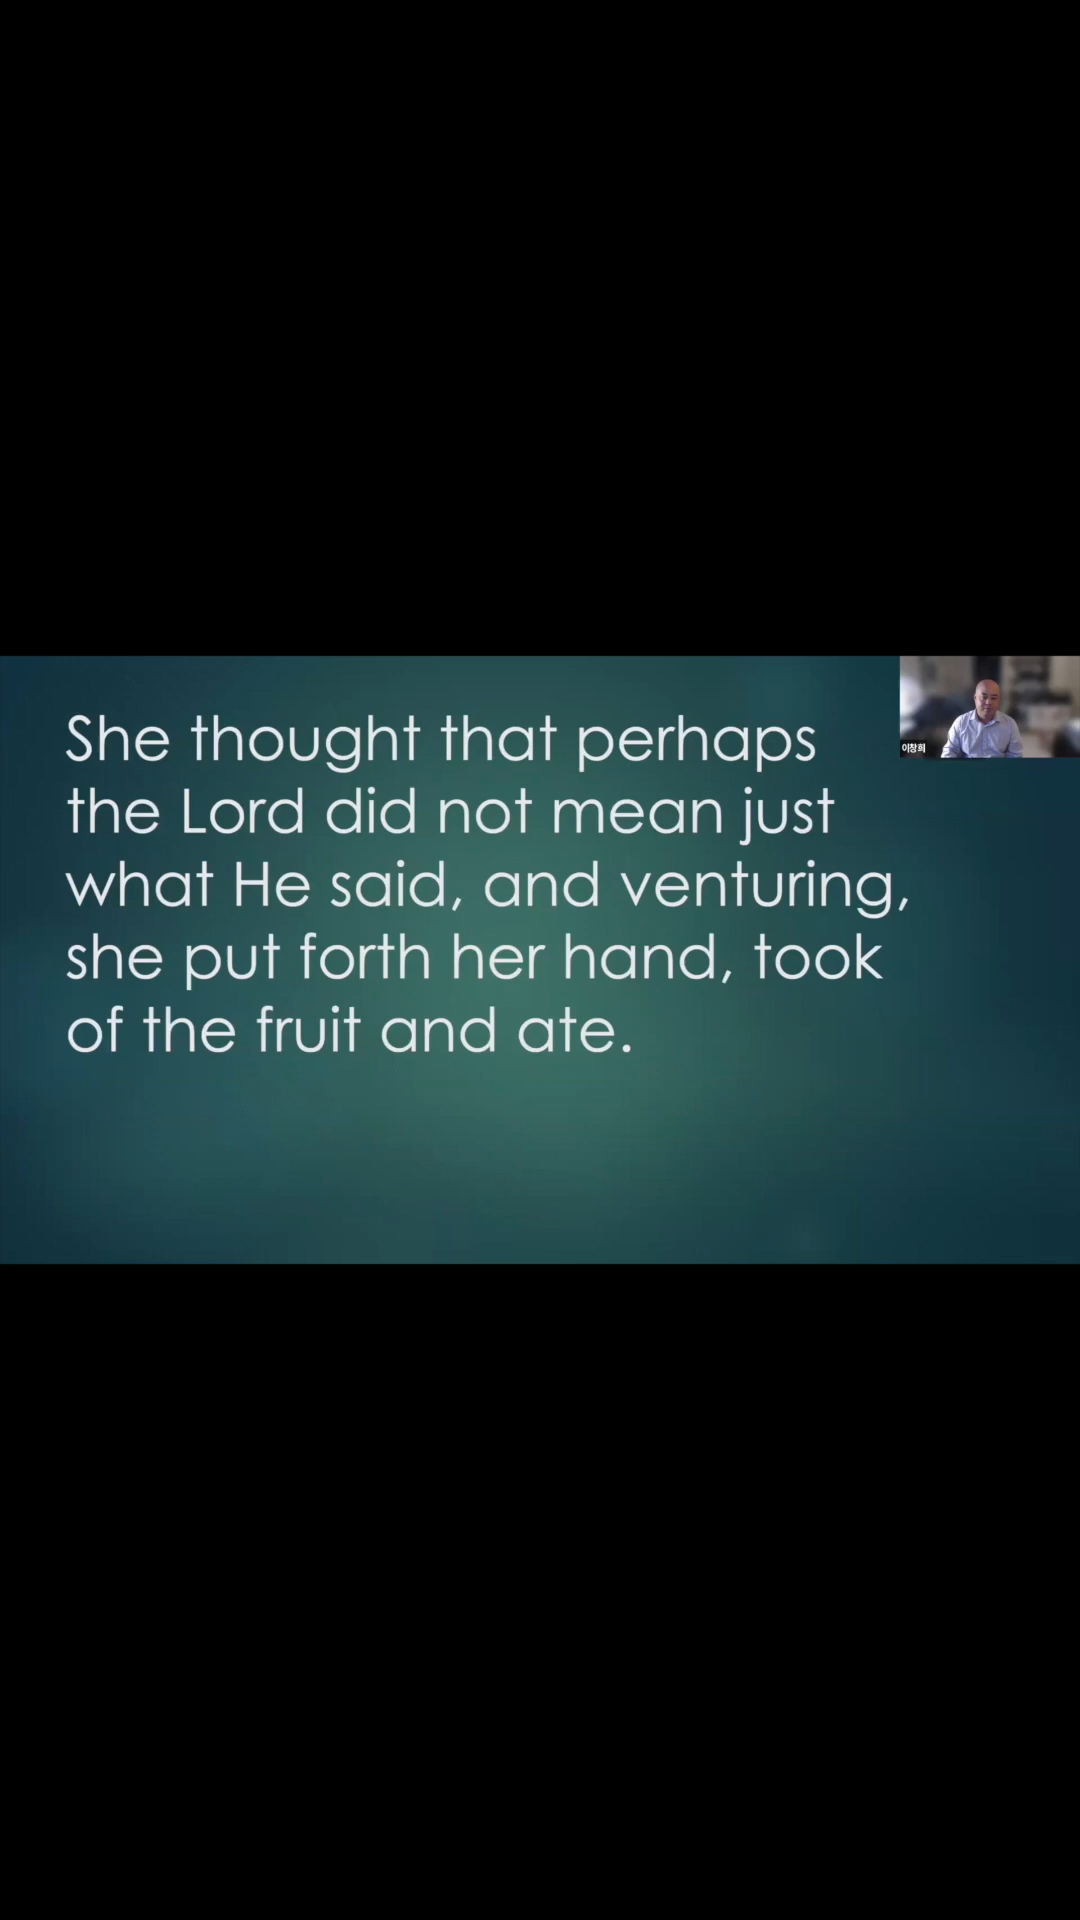 She thought that perhaps
the Lord did not mean just
what He said, and venturing,
she put forth her hand, took
of the fruit and ate.
이창희